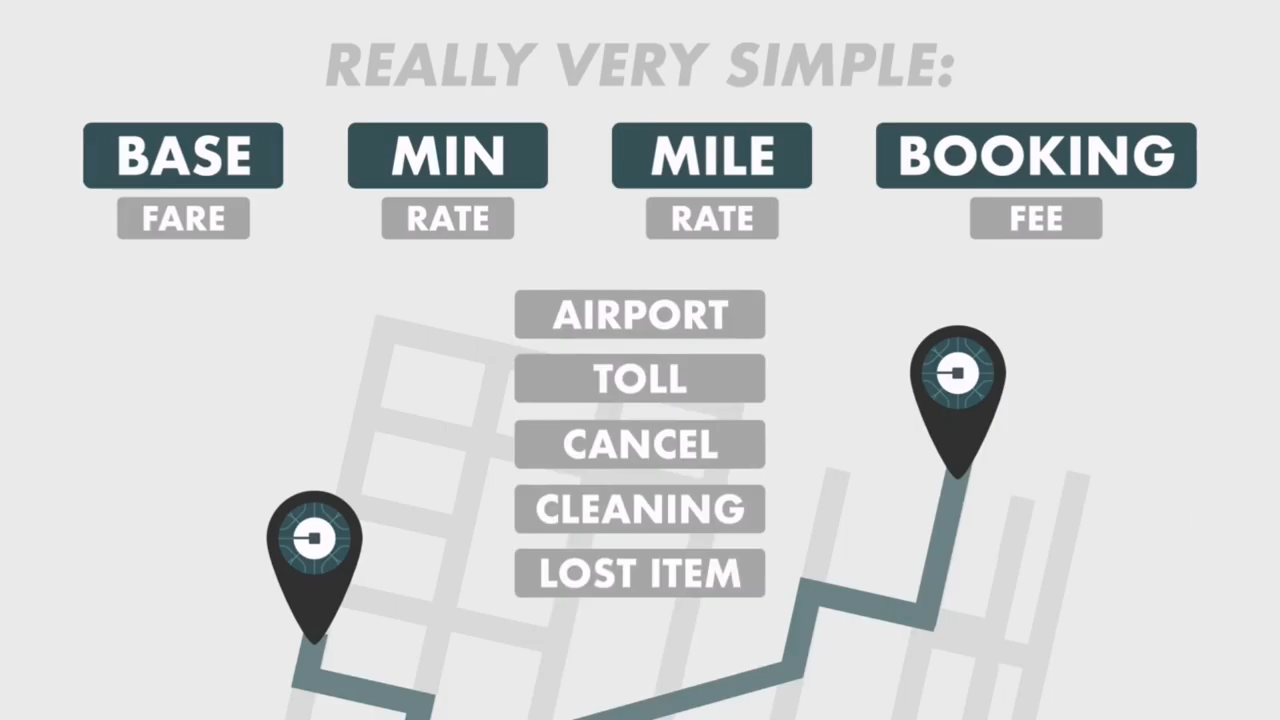 REALLY VERY SIMPLE:
BASE MIN MILE BOOKING
FARE RATE RATE FEE
AIRPORT
TOLL
CANCEL
CLEANING
LOST ITEM